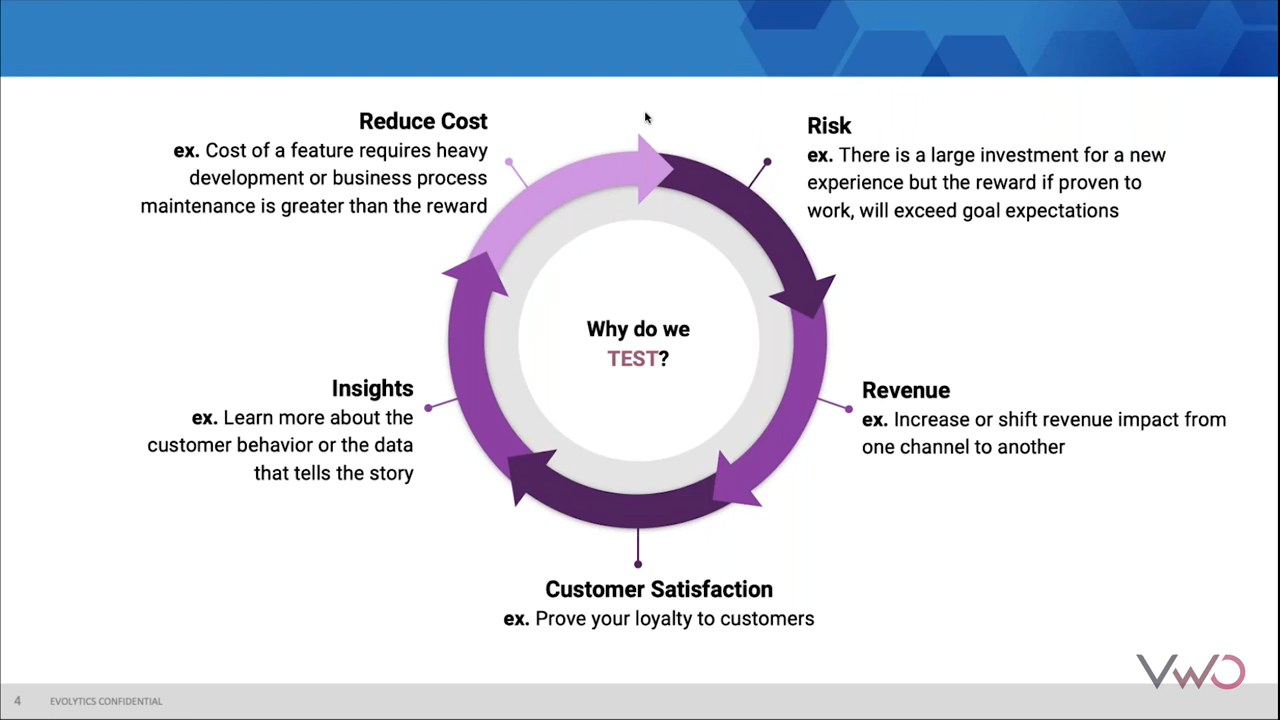 Reduce Cost
ex. Cost of a feature requires heavy
development or business process
maintenance is greater than the reward
Risk
ex. There is a large investment for a new
experience but the reward if proven to
work, will exceed goal expectations
Why do we
TEST?
Insights
ex. Learn more about the
customer behavior or the data
that tells the story
Revenue
ex. Increase or shift revenue impact from
one channel to another
Customer Satisfaction
ex. Prove your loyalty to customers
VWO
4 EVOLYTICS CONFIDENTIAL